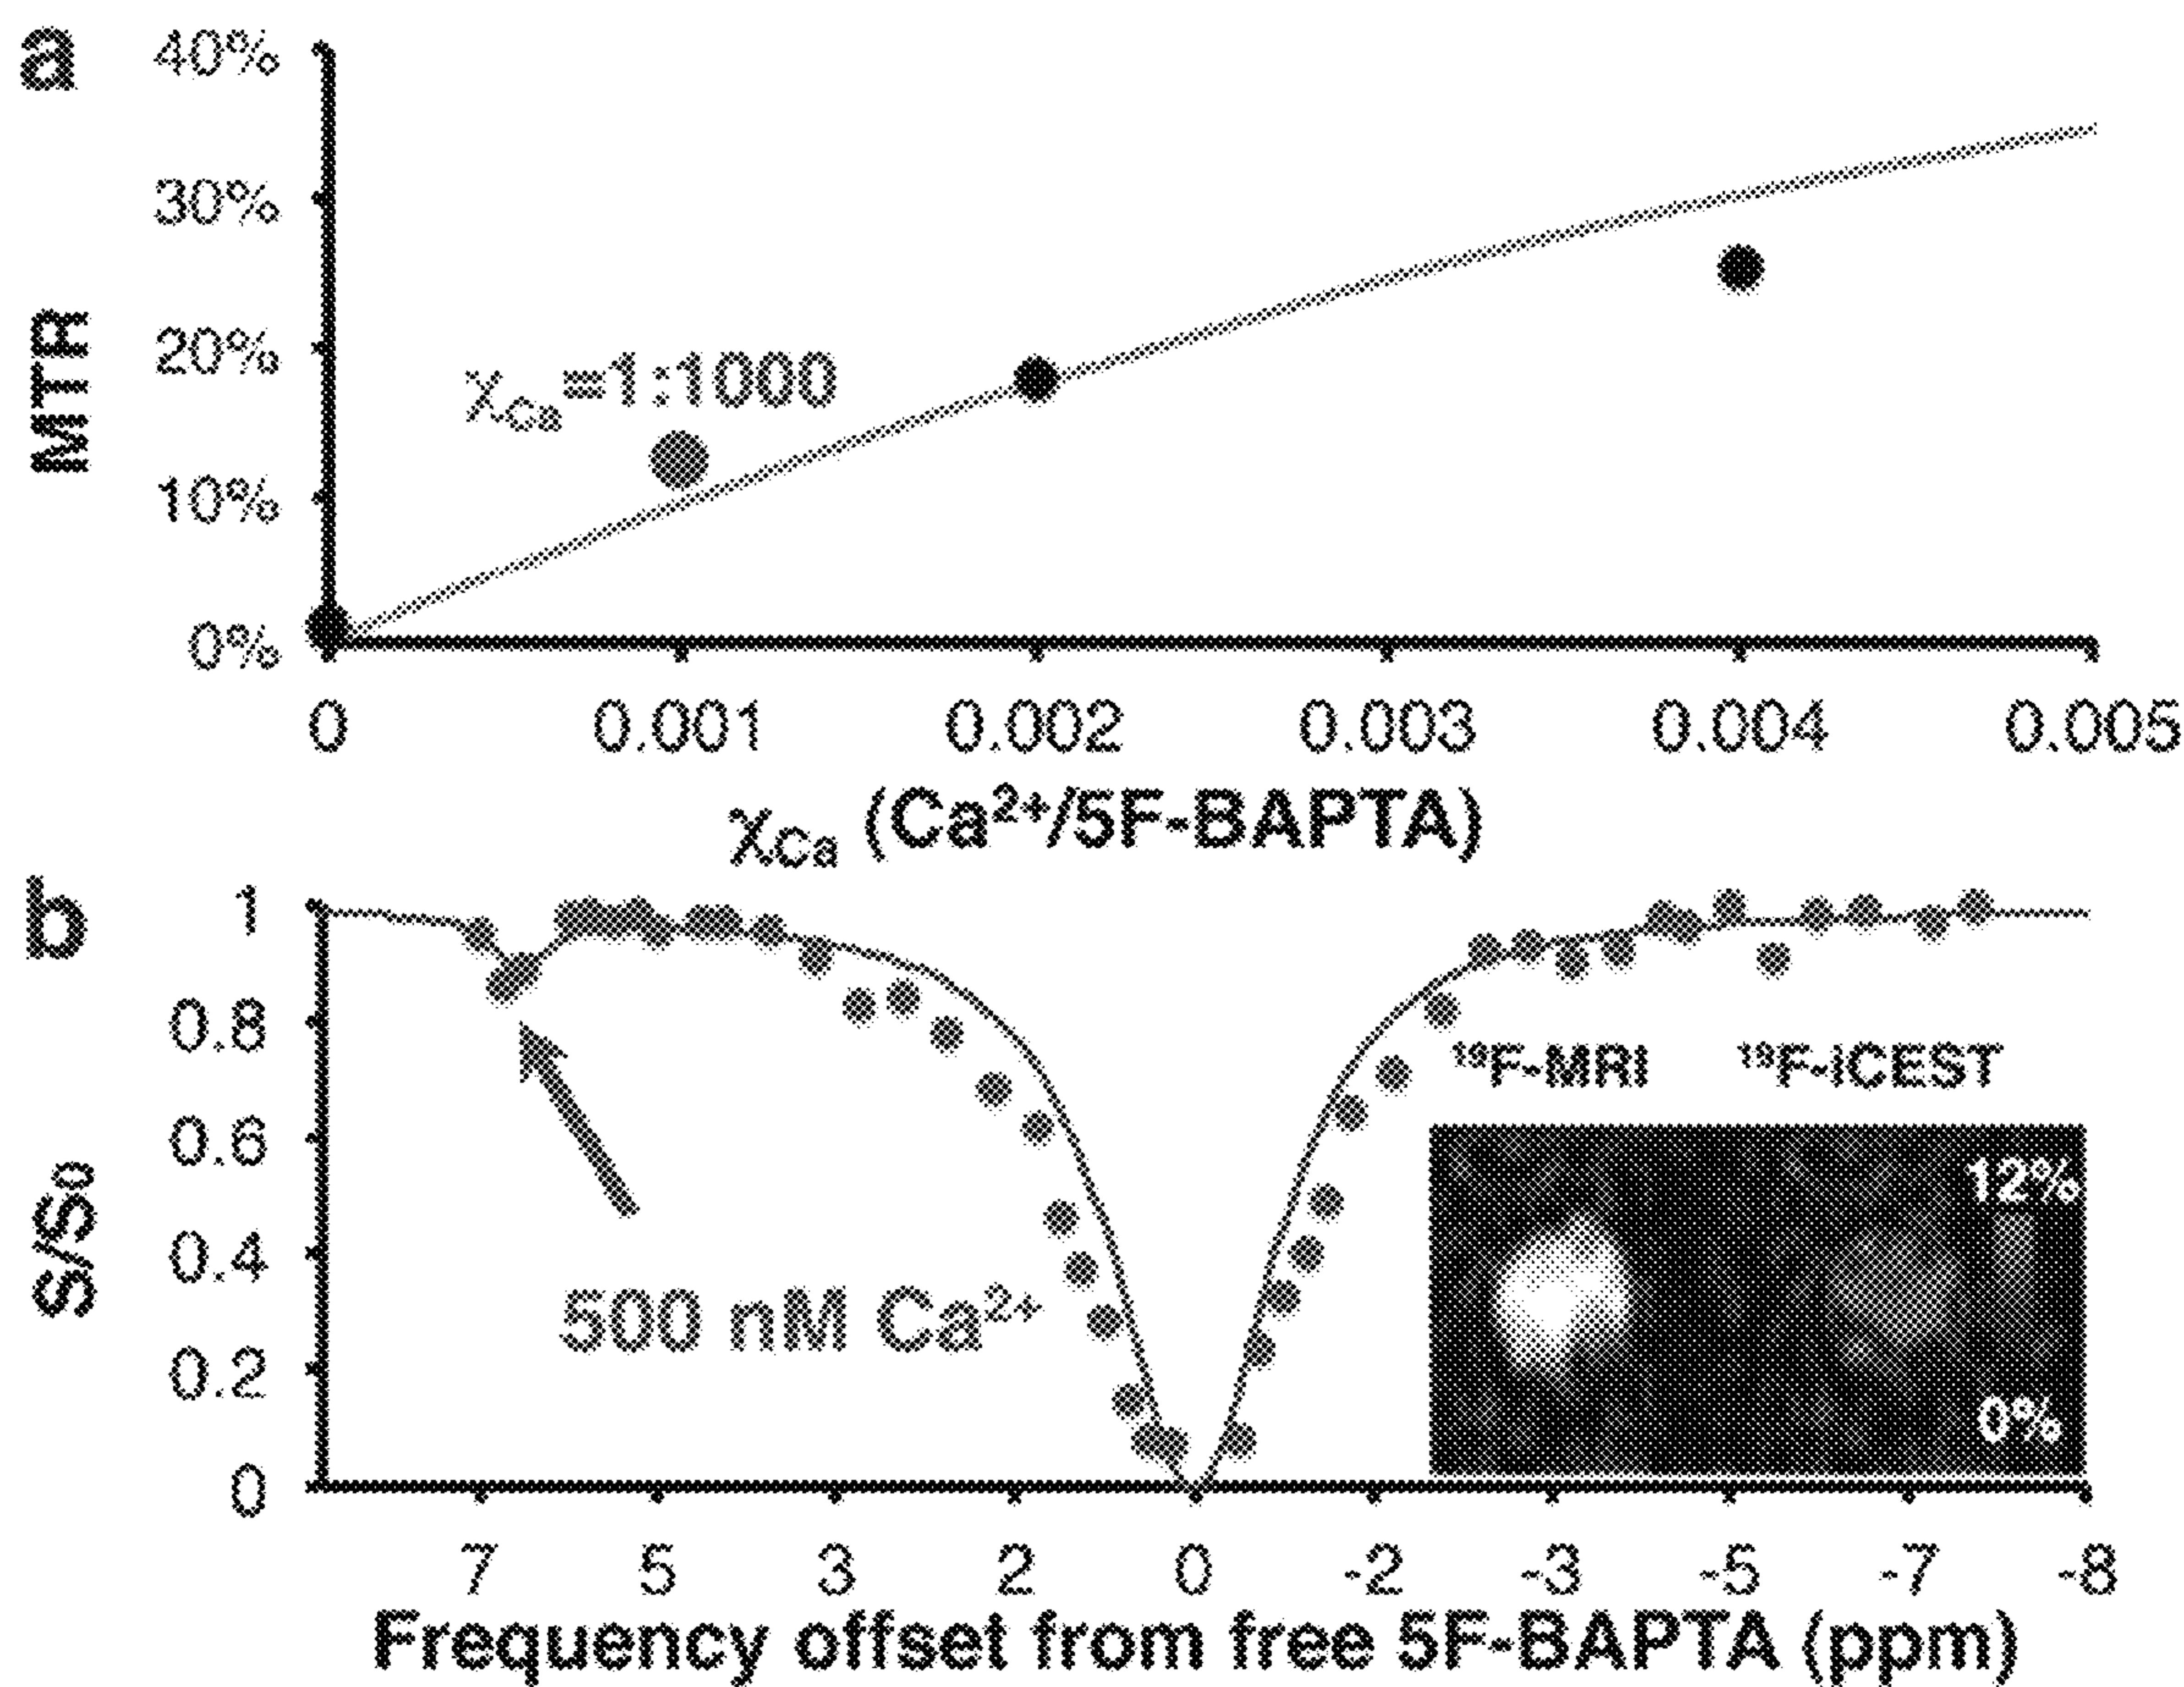 a
40%
30%
20%
10%
0%
MTR
χCa=1:1000
0 0.001 0.002 0.003 0.004 0.005
χCa (Ca²⁺/5F-BAPTA)
b
1
0.8
0.6
0.4
0.2
0
S/S₀
500 nM Ca²⁺
¹⁹F-MRI ¹⁹F-iCEST
12%
0%
7 5 3 2 0 -2 -3 -5 -7 -8
Frequency offset from free 5F-BAPTA (ppm)